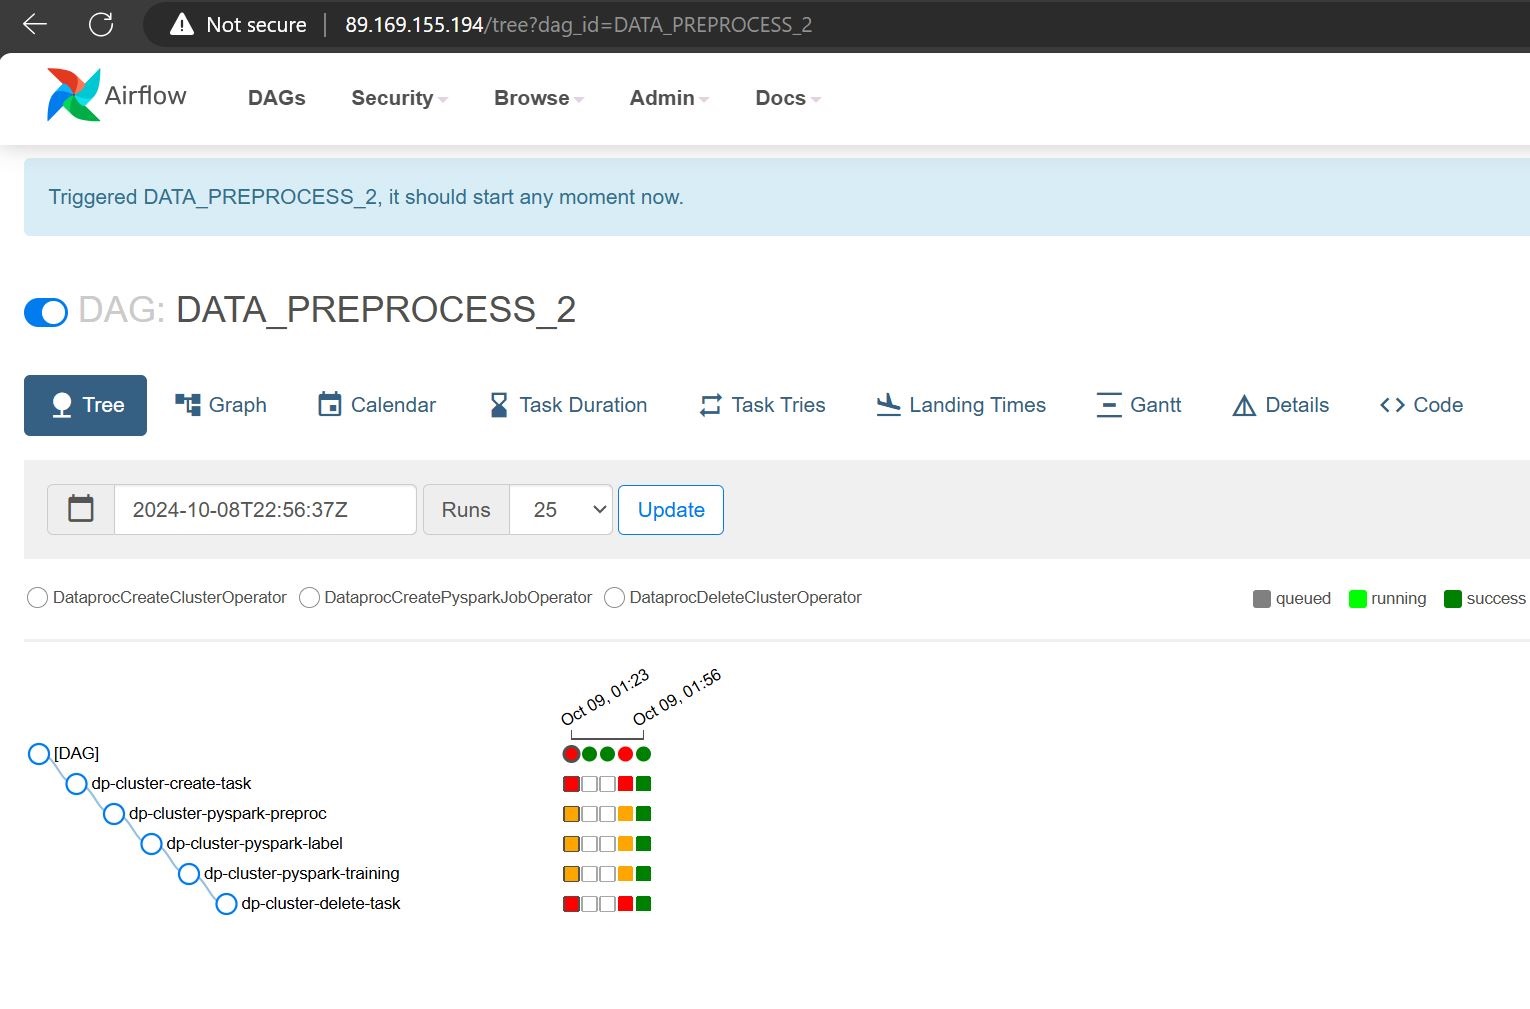 Not secure 89.169.155.194/tree?dag_id=DATA_PREPROCESS_2
Airflow DAGs Security Browse Admin Docs
Triggered DATA_PREPROCESS_2, it should start any moment now.
DAG: DATA_PREPROCESS_2
Tree Graph Calendar Task Duration Task Tries Landing Times Gantt Details Code
2024-10-08T22:56:37Z Runs 25 Update
DataprocCreateClusterOperator DataprocCreatePysparkJobOperator DataprocDeleteClusterOperator queued running success
Oct 09, 01:23 Oct 09, 01:56
[DAG]
dp-cluster-create-task
dp-cluster-pyspark-preproc
dp-cluster-pyspark-label
dp-cluster-pyspark-training
dp-cluster-delete-task